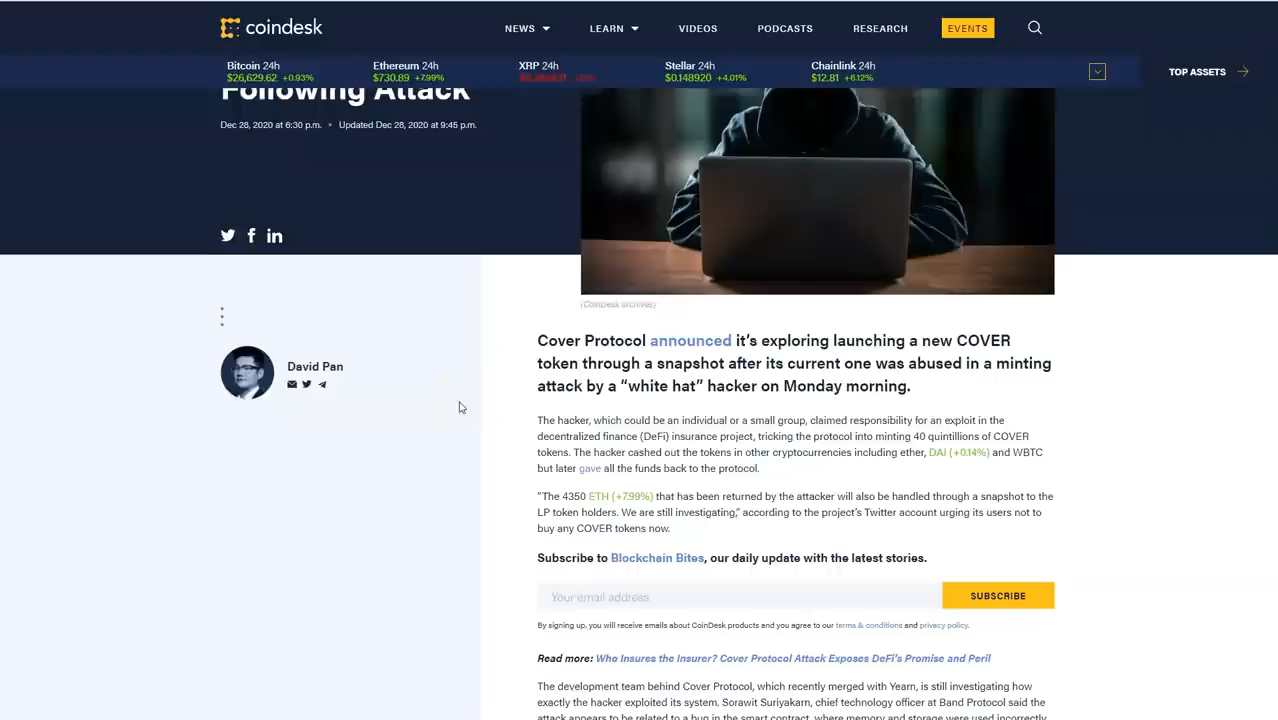 coindesk
NEWS LEARN VIDEOS PODCASTS RESEARCH EVENTS
Bitcoin 24h Ethereum 24h XRP 24h Stellar 24h Chainlink 24h
$26,629.62 +0.93% $730.89 +7.99% $0.148920 +4.01% $12.81 +6.12%
TOP ASSETS
Following Attack
Dec 28, 2020 at 6:30 p.m. • Updated Dec 28, 2020 at 9:45 p.m.
(CoinDesk archives)
David Pan
Cover Protocol announced it’s exploring launching a new COVER
token through a snapshot after its current one was abused in a minting
attack by a “white hat” hacker on Monday morning.
The hacker, which could be an individual or a small group, claimed responsibility for an exploit in the
decentralized finance (DeFi) insurance project, tricking the protocol into minting 40 quintillions of COVER
tokens. The hacker cashed out the tokens in other cryptocurrencies including ether, DAI (+0.14%) and WBTC
but later gave all the funds back to the protocol.
“The 4350 ETH (+7.99%) that has been returned by the attacker will also be handled through a snapshot to the
LP token holders. We are still investigating,” according to the project’s Twitter account urging its users not to
buy any COVER tokens now.
Subscribe to Blockchain Bites, our daily update with the latest stories.
Your email address
SUBSCRIBE
By signing up, you will receive emails about CoinDesk products and you agree to our terms & conditions and privacy policy.
Read more: Who Insures the Insurer? Cover Protocol Attack Exposes DeFi’s Promise and Peril
The development team behind Cover Protocol, which recently merged with Yearn, is still investigating how
exactly the hacker exploited its system. Sorawit Suriyakarn, chief technology officer at Band Protocol said the
attack appears to be related to a bug in the smart contract, where memory and storage were used incorrectly